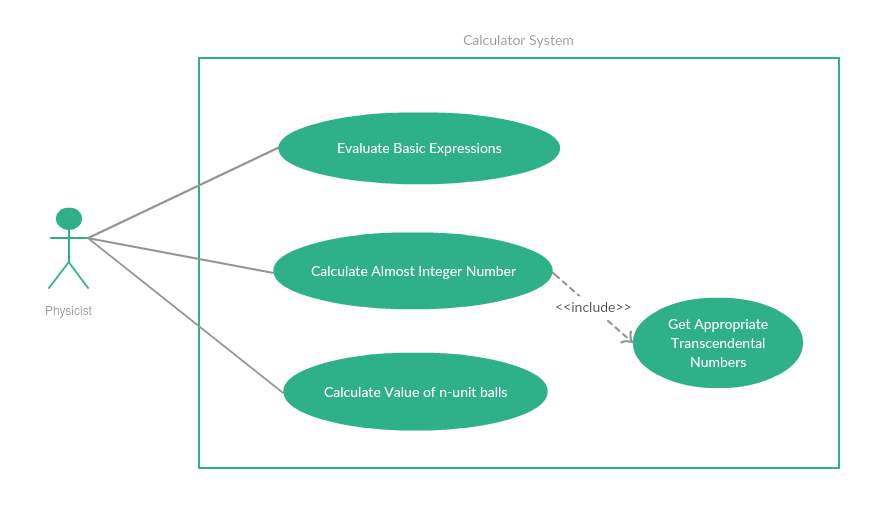 Calculator System
Evaluate Basic Expressions
Physicist
Calculate Almost Integer Number
<<include>>
Get Appropriate
Transcendental
Numbers
Calculate Value of n-unit balls